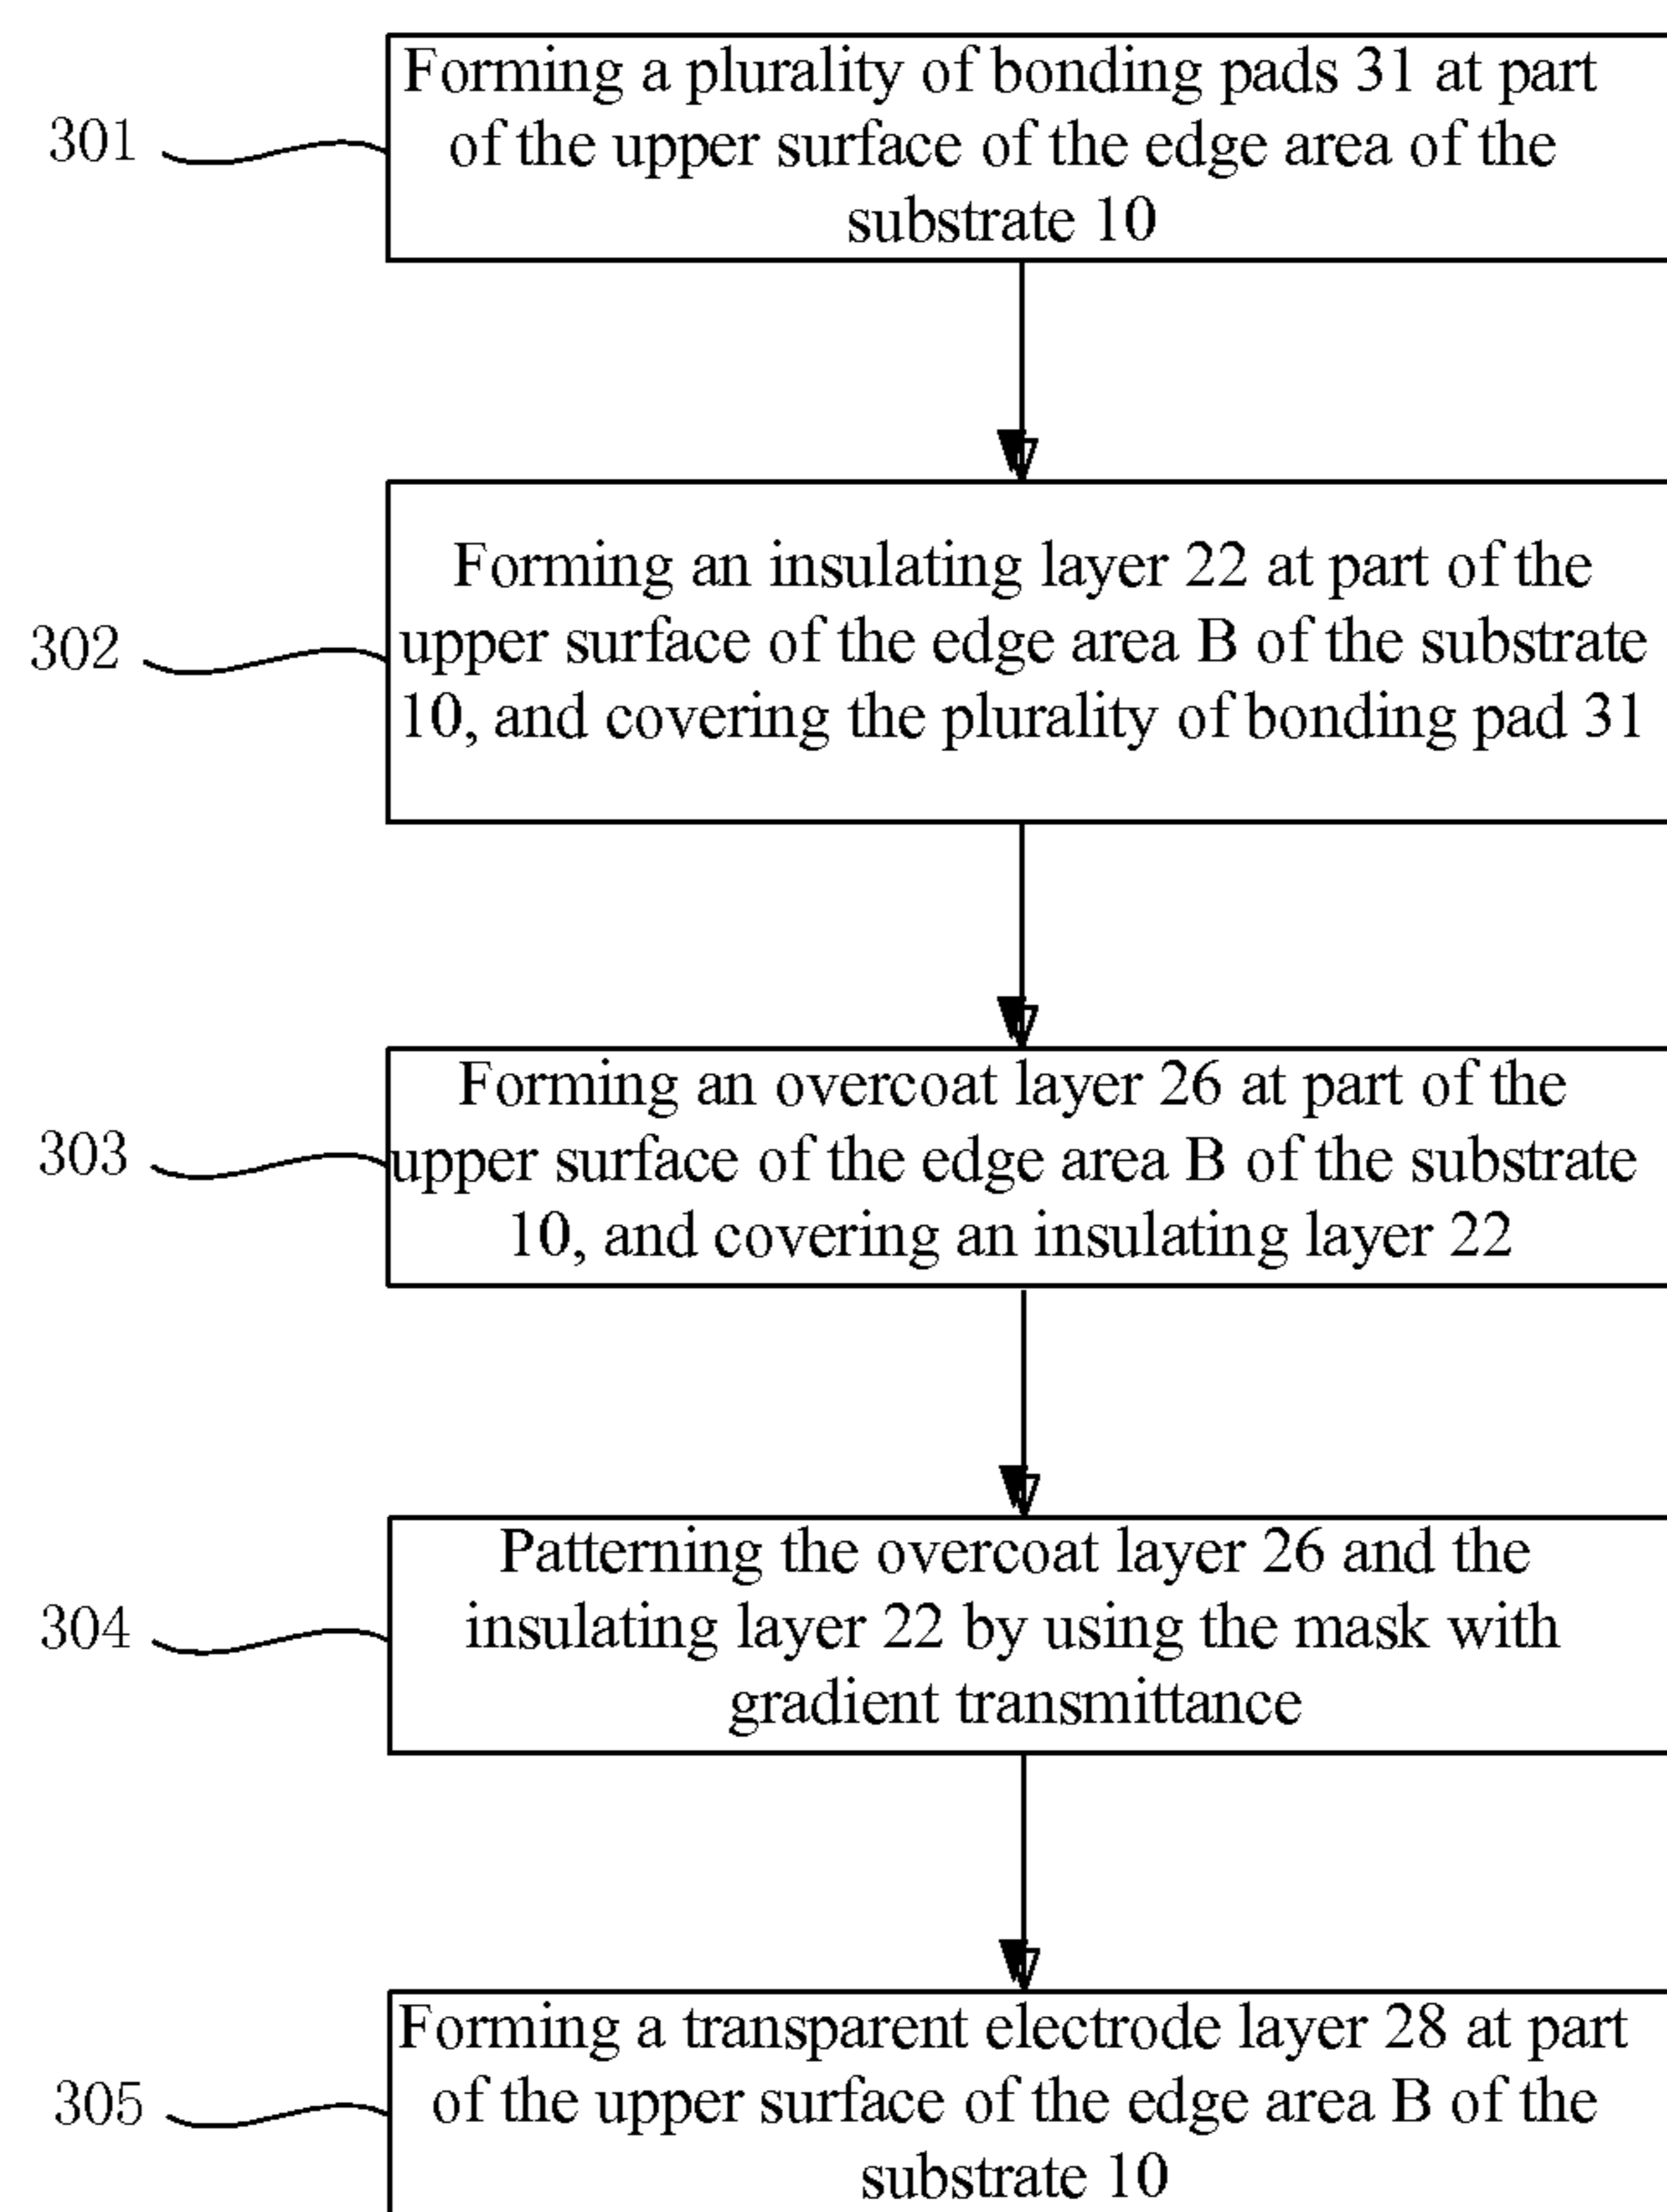 Forming a plurality of bonding pads 31 at part
301
of the upper surface of the edge area of the
substrate 10
Forming an insulating layer 22 at part of the
302
upper surface of the edge area B of the substrate
10, and covering the plurality of bonding pad 31
Forming an overcoat layer 26 at part of the
303
upper surface of the edge area B of the substrate
10, and covering an insulating layer 22
Patterning the overcoat layer 26 and the
304
insulating layer 22 by using the mask with
gradient transmittance
Forming a transparent electrode layer 28 at part
305
of the upper surface of the edge area B of the
substrate 10